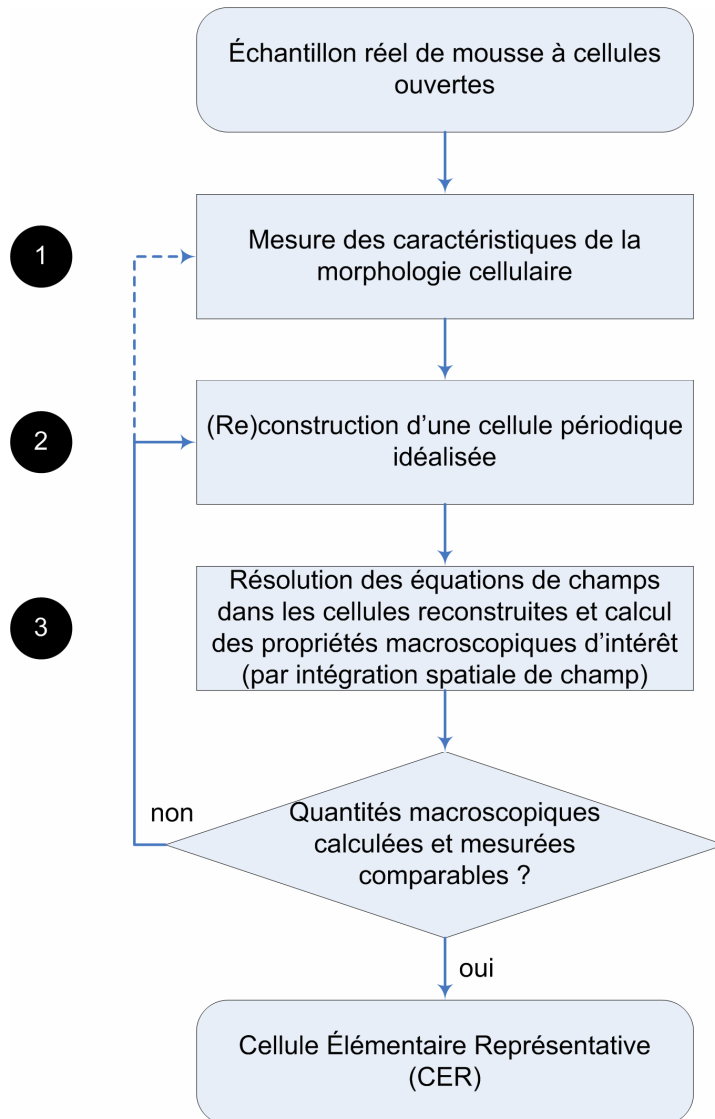 Échantillon réel de mousse à cellules
ouvertes
1
Mesure des caractéristiques de la
morphologie cellulaire
2
(Re)construction d'une cellule périodique
idéalisée
3
Résolution des équations de champs
dans les cellules reconstruites et calcul
des propriétés macroscopiques d'intérêt
(par intégration spatiale de champ)
non
Quantités macroscopiques
calculées et mesurées
comparables ?
oui
Cellule Élémentaire Représentative
(CER)